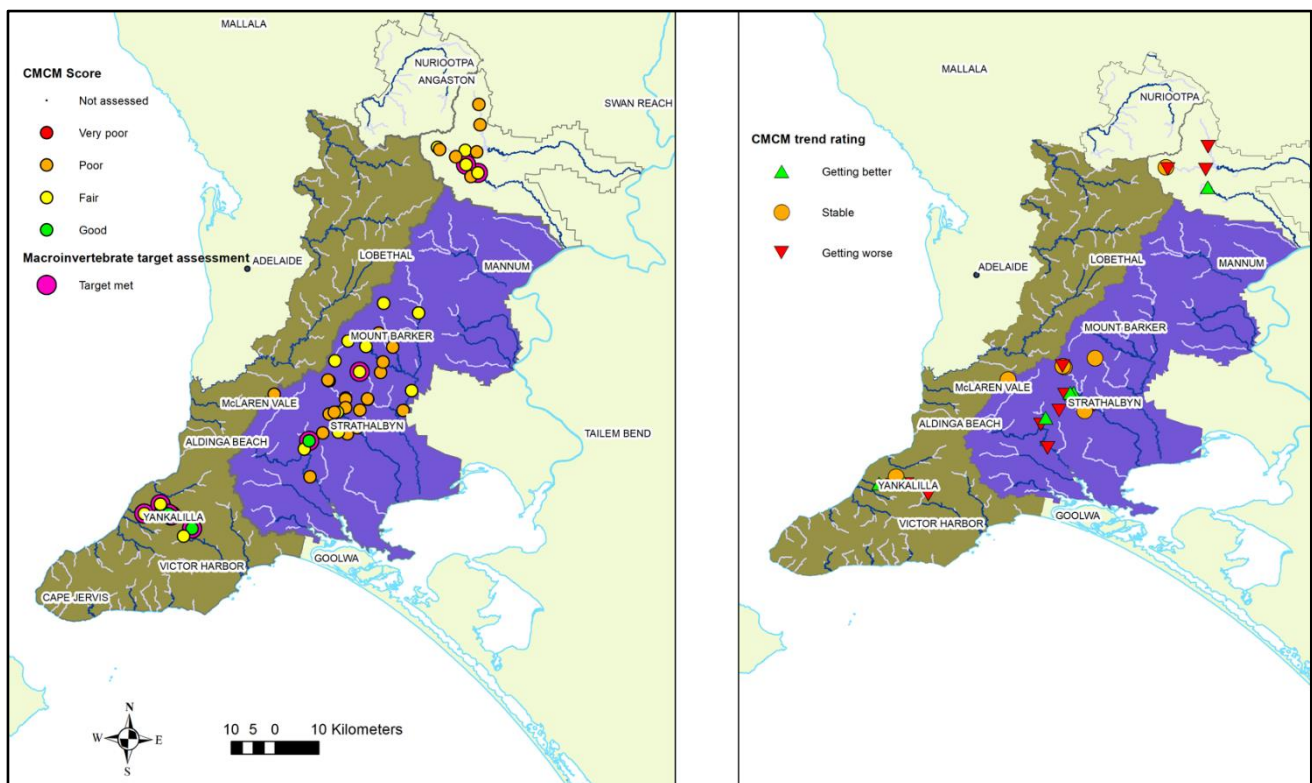 MALLALA
NURIOOTPA
ANGASTON
SWAN REACH
CMCM Score
Not assessed
Very poor
Poor
Fair
Good
Macroinvertebrate target assessment
Target met
ADELAIDE
LOBETHAL
MANNUM
MOUNT BARKER
McLAREN VALE
STRATHALBYN
ALDINGA BEACH
TAILEM BEND
YANKALILLA
VICTOR HARBOR
GOOLWA
CAPE JERVIS
N
W E
S
10 5 0 10 Kilometers
MALLALA
NURIOOTPA
CMCM trend rating
Getting better
Stable
Getting worse
ADELAIDE
LOBETHAL
MANNUM
MOUNT BARKER
McLAREN VALE
STRATHALBYN
ALDINGA BEACH
YANKALILLA
VICTOR HARBOR
GOOLWA